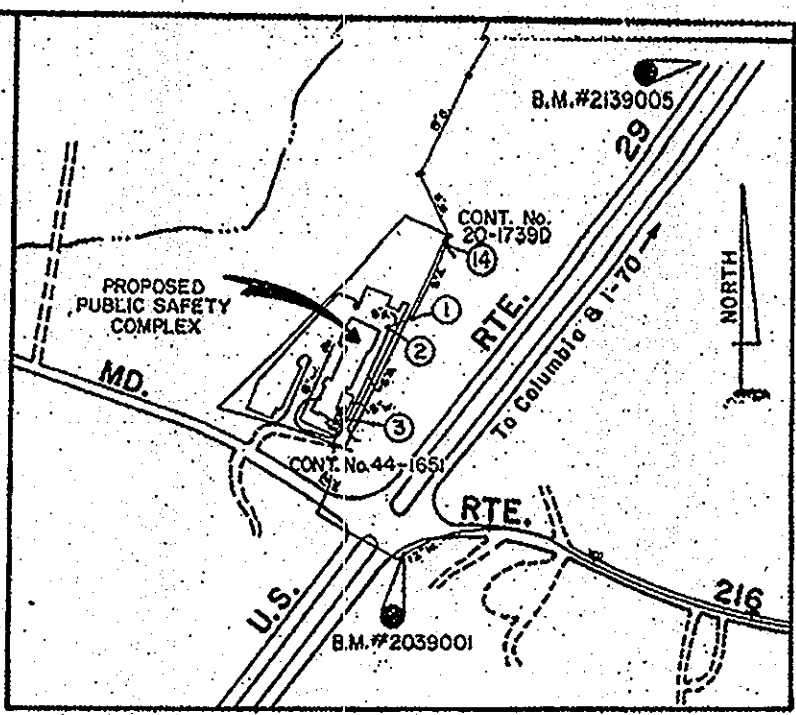 B.M.#2139005
29
CONT. No.
20-1739D
14
PROPOSED
PUBLIC SAFETY
COMPLEX
1
2
RTE.
To Columbia & I-70
NORTH
MD.
3
CONT. No.44-1651
RTE.
U.S.
12"W.
216
B.M.#2039001